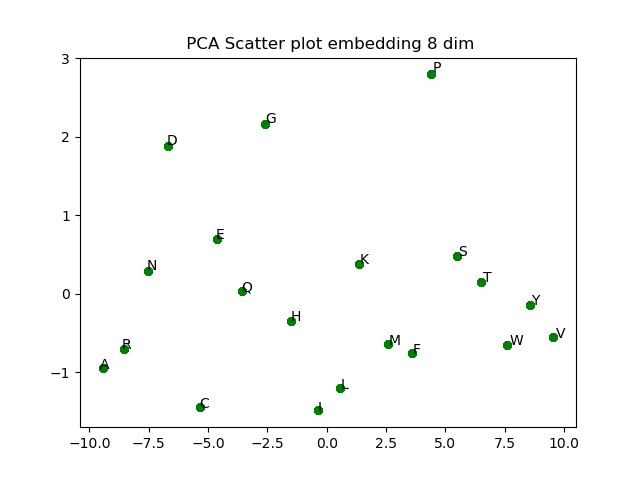 PCA Scatter plot embedding 8 dim
3
2
1
0
−1
P
G
D
E
S
K
N
T
Q
Y
H
V
M
W
R
F
A
L
C
I
−10.0 −7.5 −5.0 −2.5 0.0 2.5 5.0 7.5 10.0